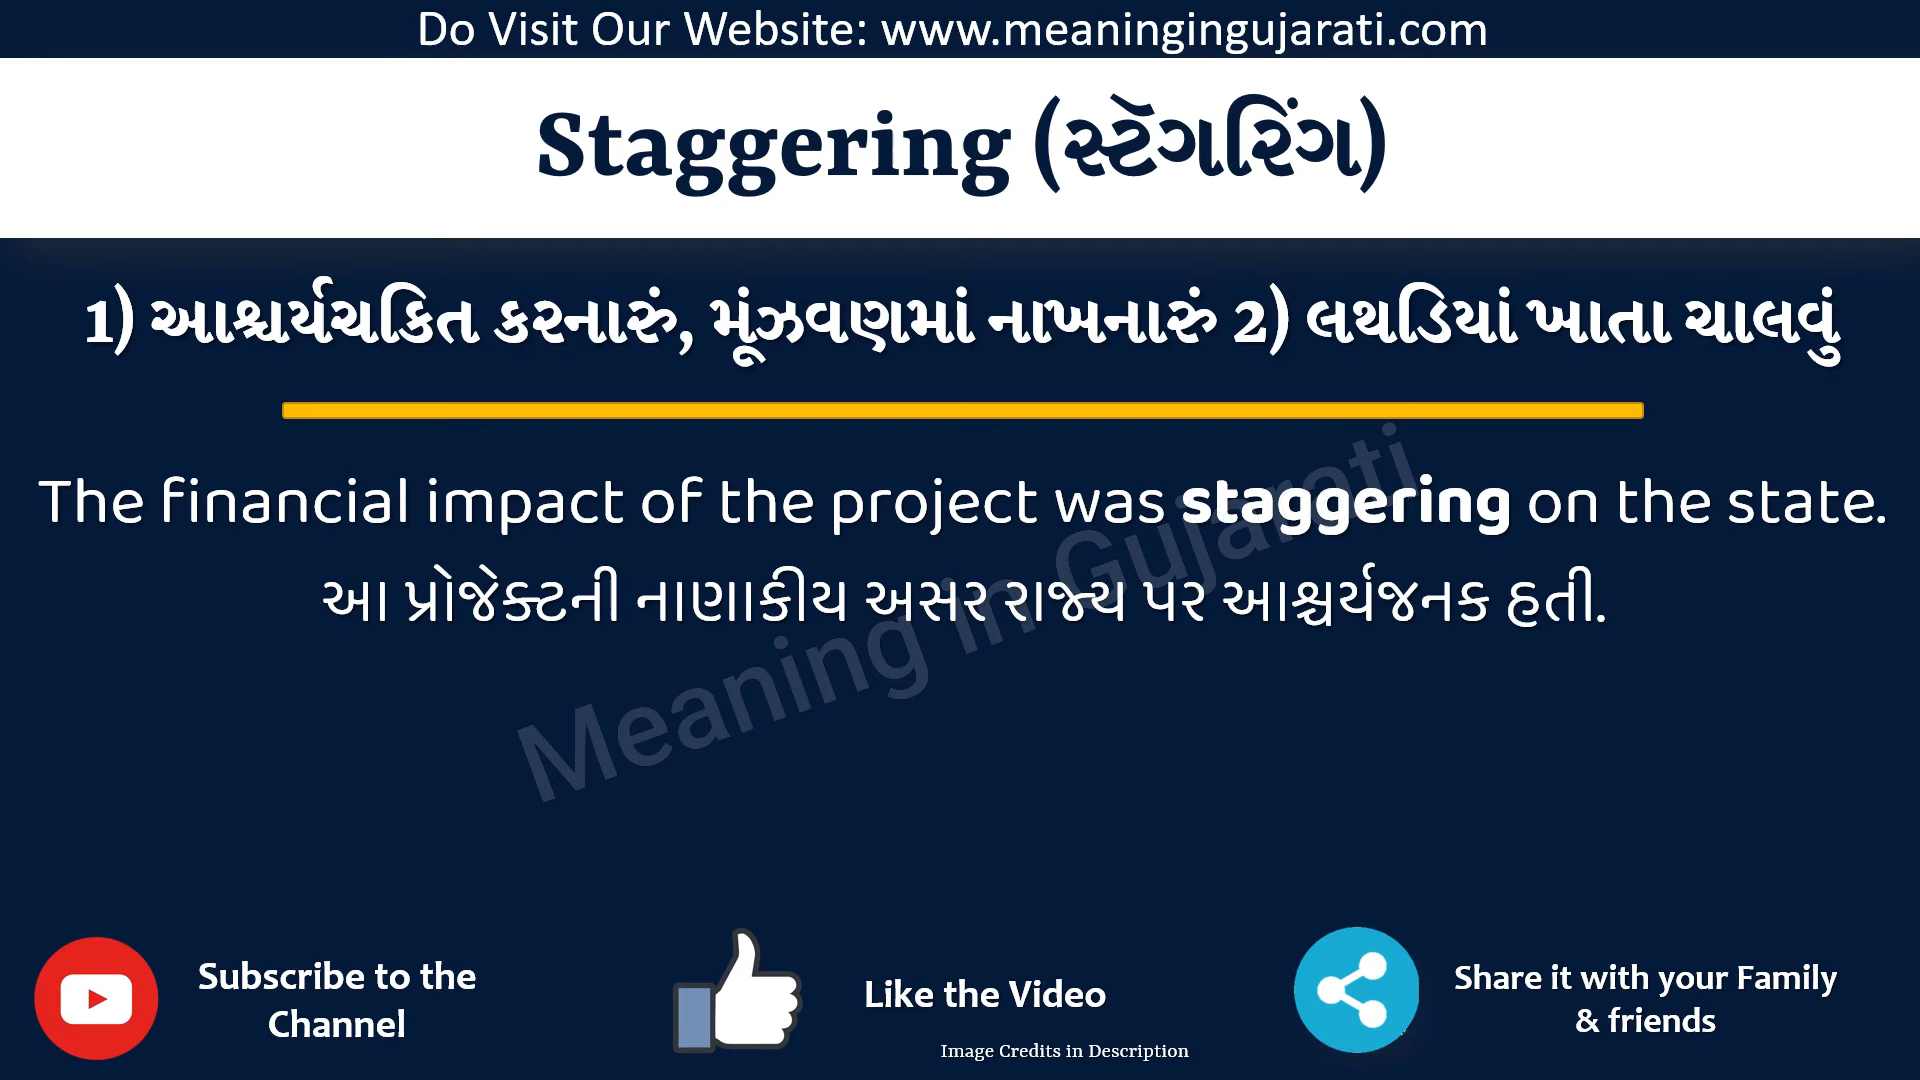 Do Visit Our Website: www.meaningingujarati.com
Staggering (સ્ટૅગરિંગ)
1) આશ્ચર્યચકિત કરનારું, મૂંઝવણમાં નાખનારું 2) લથડિયાં ખાતા ચાલવું
The financial impact of the project was staggering on the state.
આ પ્રોજેક્ટની નાણાકીય અસર રાજ્ય પર આશ્ચર્યજનક હતી.
Meaning in Gujarati
Subscribe to the
Channel
Like the Video
Share it with your Family
& friends
Image Credits in Description